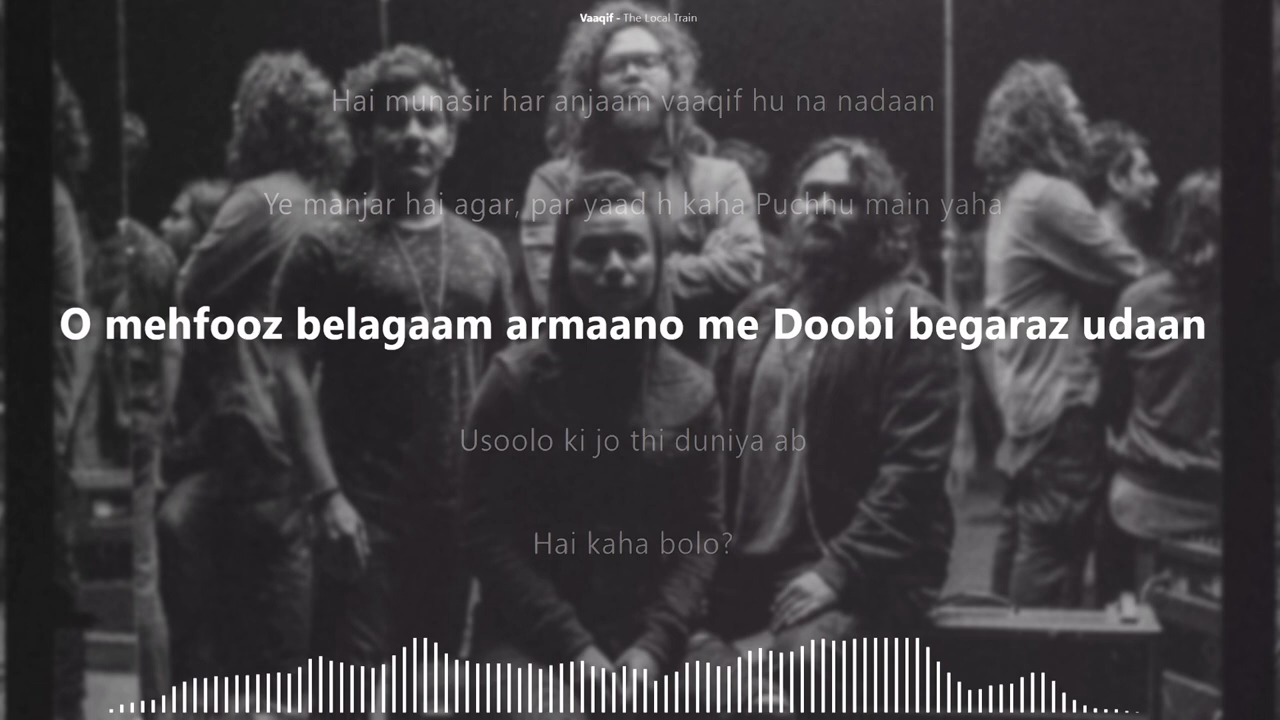 Vaaqif - The Local Train
Hai munasir har anjaam vaaqif hu na nadaan
Ye manjar hai agar, par yaad h kaha Puchhu main yaha
O mehfooz belagaam armaano me Doobi begaraz udaan
Usoolo ki jo thi duniya ab
Hai kaha bolo?